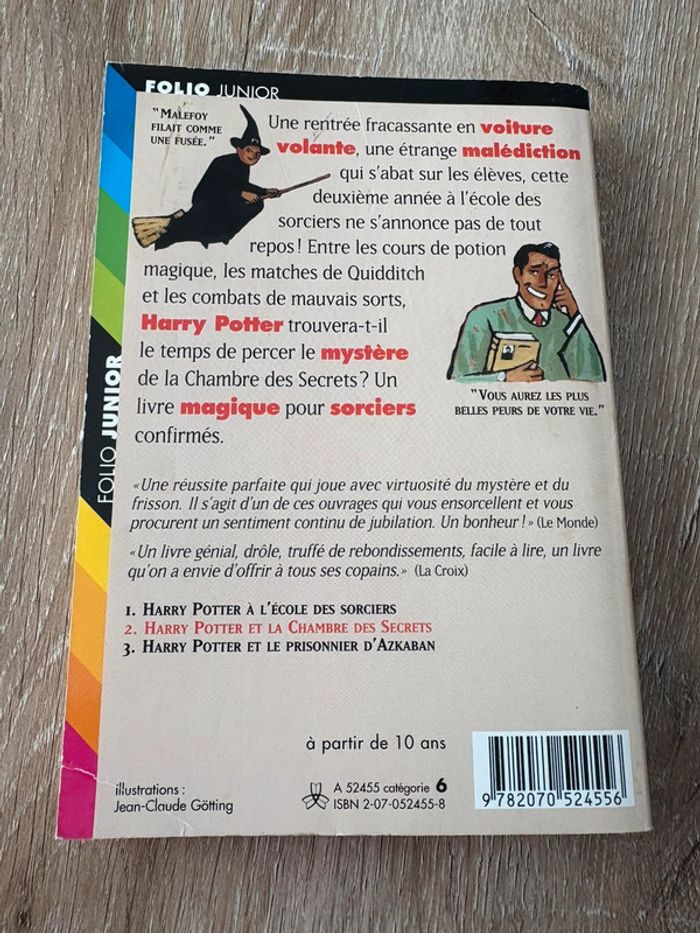 FOLIO JUNIOR
"MALEFOY
FILAIT COMME
UNE FUSÉE."
Une rentrée fracassante en voiture
volante, une étrange malédiction
qui s'abat sur les élèves, cette
deuxième année à l'école des
sorciers ne s'annonce pas de tout
repos! Entre les cours de potion
magique, les matches de Quidditch
et les combats de mauvais sorts,
Harry Potter trouvera-t-il
le temps de percer le mystère
de la Chambre des Secrets? Un
livre magique pour sorciers
confirmés.
"VOUS AUREZ LES PLUS
BELLES PEURS DE VOTRE VIE."
FOLIO JUNIOR
«Une réussite parfaite qui joue avec virtuosité du mystère et du
frisson. Il s'agit d'un de ces ouvrages qui vous ensorcellent et vous
procurent un sentiment continu de jubilation. Un bonheur!» (Le Monde)
«Un livre génial, drôle, truffé de rebondissements, facile à lire, un livre
qu'on a envie d'offrir à tous ses copains.» (La Croix)
1. HARRY POTTER À L'ÉCOLE DES SORCIERS
2. HARRY POTTER ET LA CHAMBRE DES SECRETS
3. HARRY POTTER ET LE PRISONNIER D'AZKABAN
à partir de 10 ans
illustrations :
Jean-Claude Götting
A 52455 catégorie 6
ISBN 2-07-052455-8
9 782070 524556